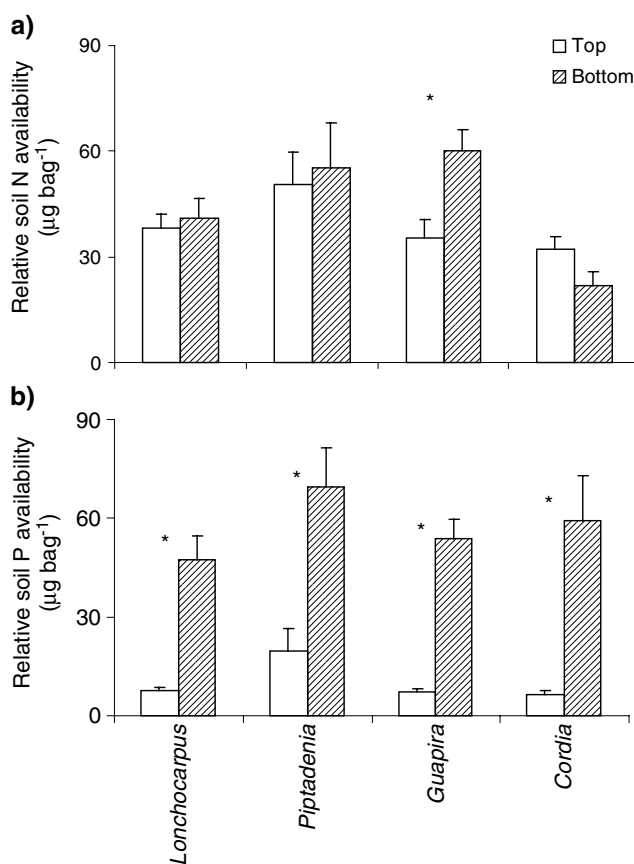 a)
90
60
30
0
Relative soil N availability
(µg bag-1)
Top
Bottom
*
b)
90
60
30
0
Relative soil P availability
(µg bag-1)
*
*
*
*
Lonchocarpus
Piptadenia
Guapira
Cordia